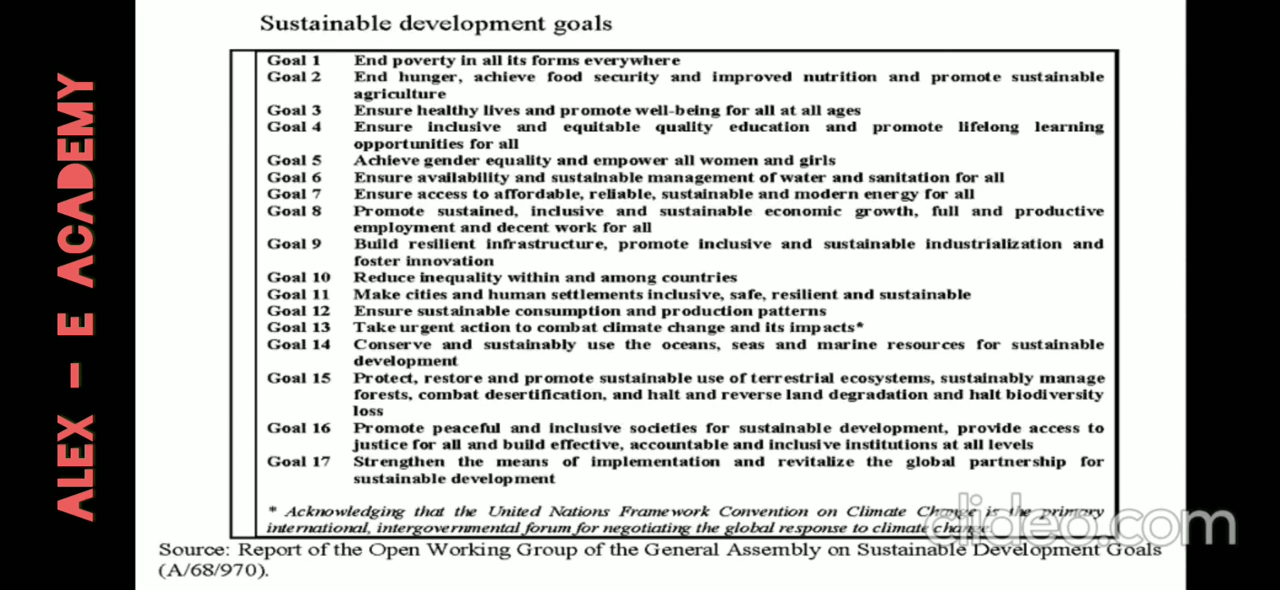 Sustainable development goals
Goal 1 End poverty in all its forms everywhere
Goal 2 End hunger, achieve food security and improved nutrition and promote sustainable
agriculture
Goal 3 Ensure healthy lives and promote well-being for all at all ages
Goal 4 Ensure inclusive and equitable quality education and promote lifelong learning
opportunities for all
Goal 5 Achieve gender equality and empower all women and girls
Goal 6 Ensure availability and sustainable management of water and sanitation for all
Goal 7 Ensure access to affordable, reliable, sustainable and modern energy for all
Goal 8 Promote sustained, inclusive and sustainable economic growth, full and productive
employment and decent work for all
Goal 9 Build resilient infrastructure, promote inclusive and sustainable industrialization and
foster innovation
Goal 10 Reduce inequality within and among countries
Goal 11 Make cities and human settlements inclusive, safe, resilient and sustainable
Goal 12 Ensure sustainable consumption and production patterns
Goal 13 Take urgent action to combat climate change and its impacts*
Goal 14 Conserve and sustainably use the oceans, seas and marine resources for sustainable
development
Goal 15 Protect, restore and promote sustainable use of terrestrial ecosystems, sustainably manage
forests, combat desertification, and halt and reverse land degradation and halt biodiversity
loss
Goal 16 Promote peaceful and inclusive societies for sustainable development, provide access to
justice for all and build effective, accountable and inclusive institutions at all levels
Goal 17 Strengthen the means of implementation and revitalize the global partnership for
sustainable development
* Acknowledging that the United Nations Framework Convention on Climate Change is the primary
international, intergovernmental forum for negotiating the global response to climate change.
Source: Report of the Open Working Group of the General Assembly on Sustainable Development Goals
(A/68/970).
ALEX - E ACADEMY
clideo.com